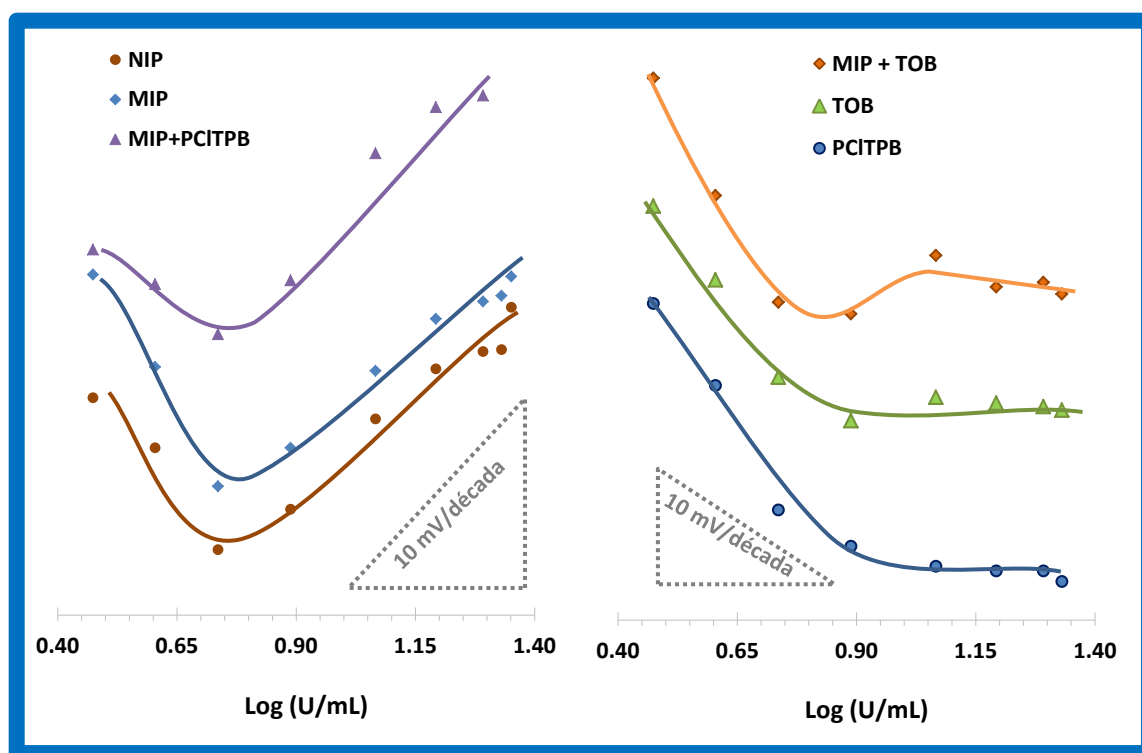 NIP
MIP
MIP+PClTPB
10 mV/década
0.40 0.65 0.90 1.15 1.40
Log (U/mL)
MIP + TOB
TOB
PClTPB
10 mV/década
0.40 0.65 0.90 1.15 1.40
Log (U/mL)